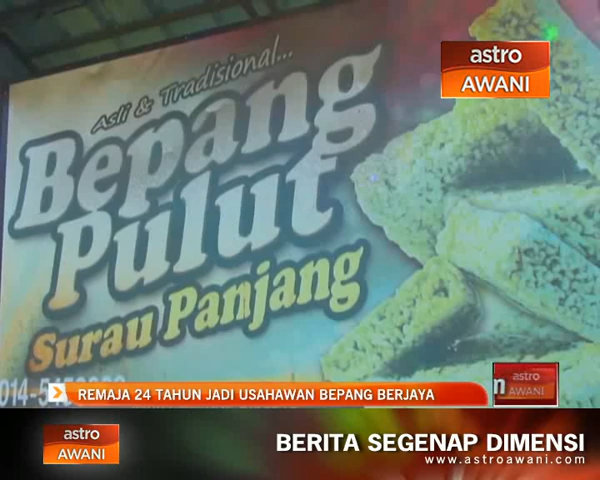 astro
AWANI
Asli & Tradisional...
Bepang
Pulut
Surau Panjang
REMAJA 24 TAHUN JADI USAHAWAN BEPANG BERJAYA
n
astro
AWANI
astro
AWANI
BERITA SEGENAP DIMENSI
www.astroawani.com